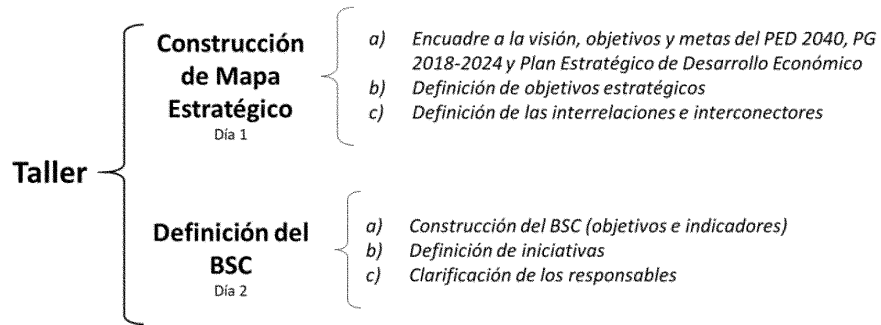 Taller
Construcción
de Mapa
Estratégico
Día 1
a) Encuadre a la visión, objetivos y metas del PED 2040, PG
2018-2024 y Plan Estratégico de Desarrollo Económico
b) Definición de objetivos estratégicos
c) Definición de las interrelaciones e interconectores
Definición del
BSC
Día 2
a) Construcción del BSC (objetivos e indicadores)
b) Definición de iniciativas
c) Clarificación de los responsables